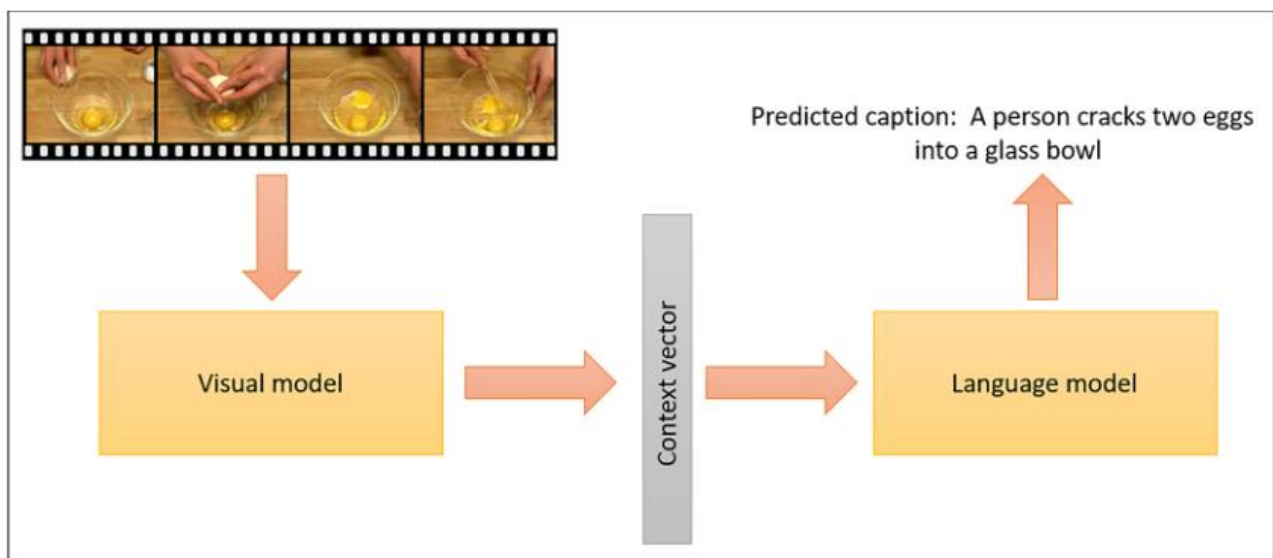 Predicted caption:  A person cracks two eggs
into a glass bowl
Visual model
Context vector
Language model